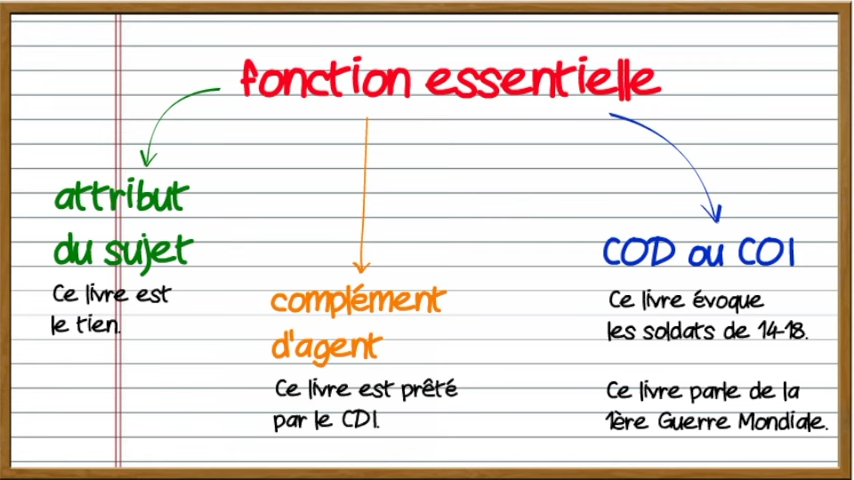 fonction essentielle
attribut
du sujet
Ce livre est
le tien.
complément
d'agent
Ce livre est prêté
par le CDI.
COD ou COI
Ce livre évoque
les soldats de 14-18.
Ce livre parle de la
1ère Guerre Mondiale.